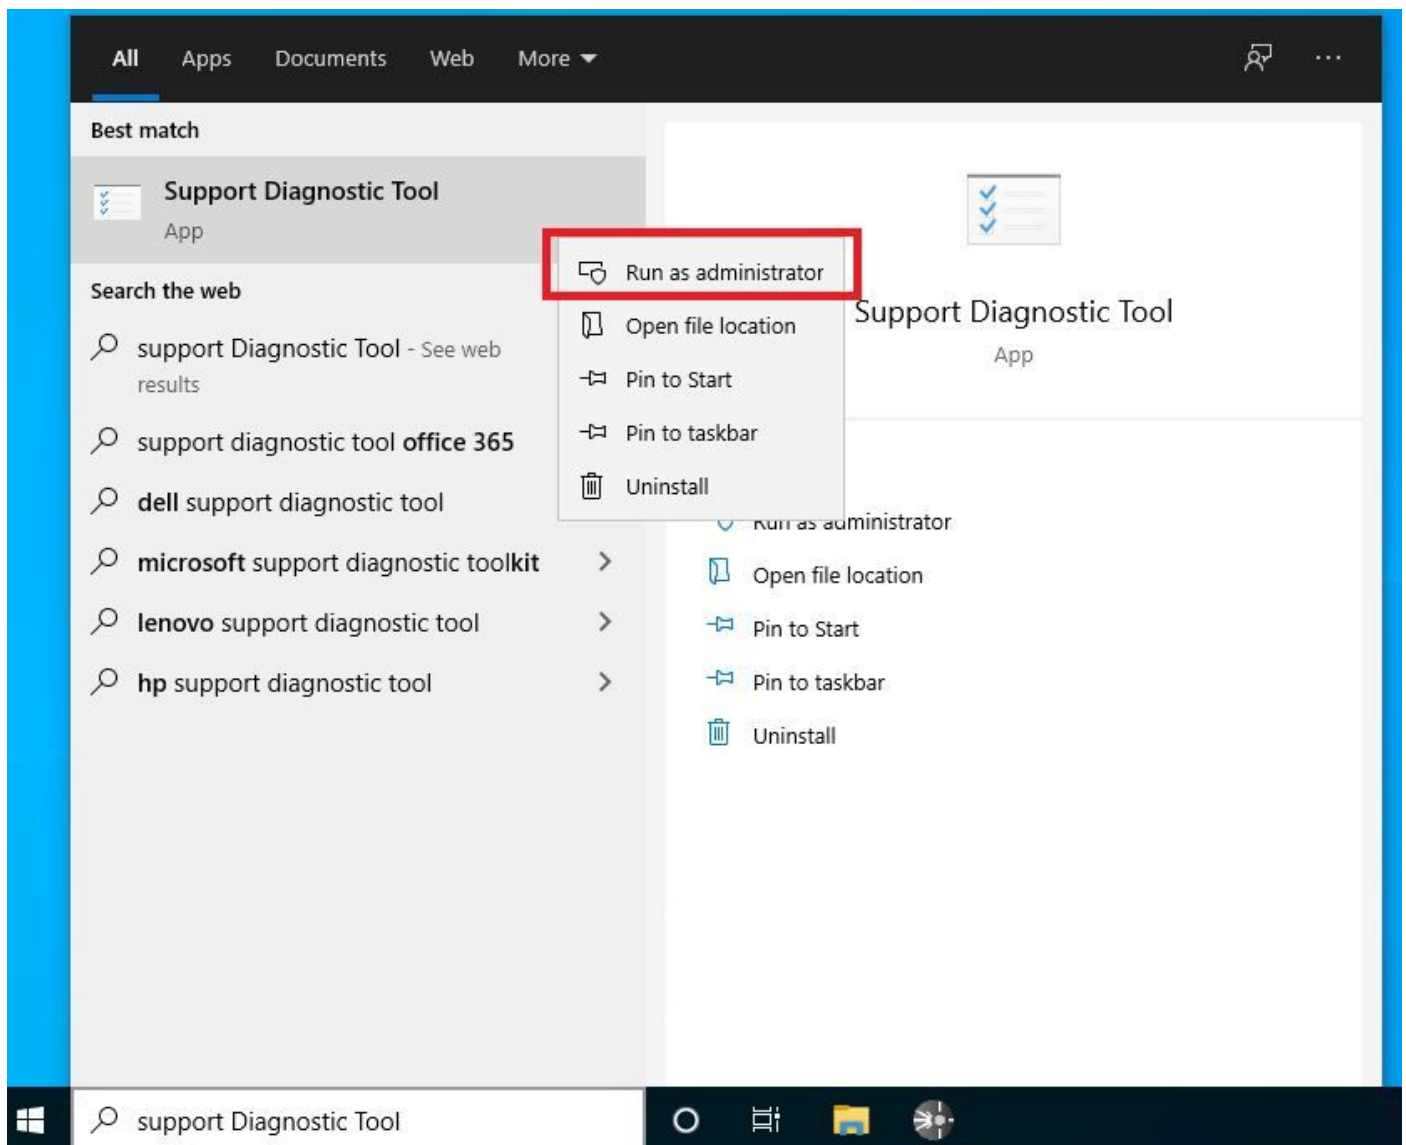 All Apps Documents Web More
Best match
Support Diagnostic Tool
App
Search the web
support Diagnostic Tool - See web
results
support diagnostic tool office 365
dell support diagnostic tool
microsoft support diagnostic toolkit
lenovo support diagnostic tool
hp support diagnostic tool
Run as administrator
Open file location
Pin to Start
Pin to taskbar
Uninstall
Support Diagnostic Tool
App
Run as administrator
Open file location
Pin to Start
Pin to taskbar
Uninstall
support Diagnostic Tool